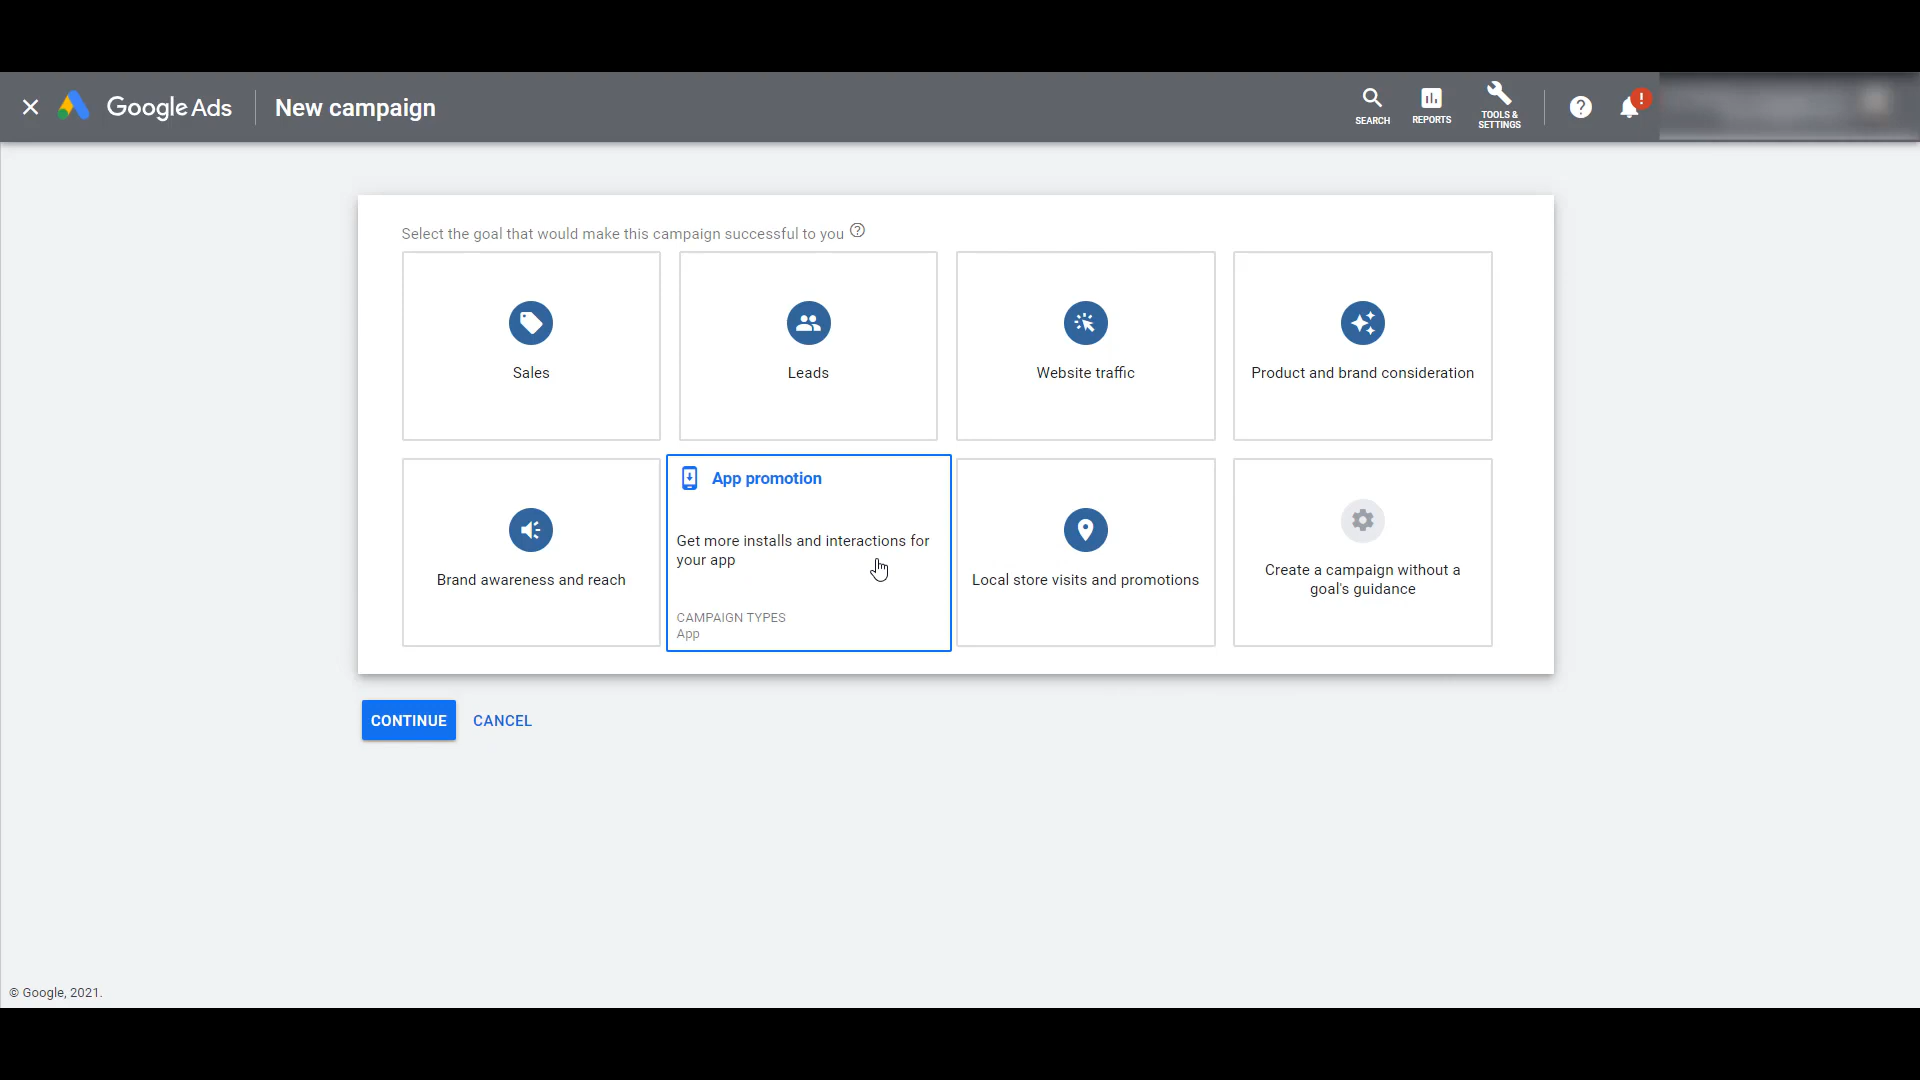 Google Ads
New campaign
SEARCH
REPORTS
TOOLS &
SETTINGS
Select the goal that would make this campaign successful to you
Sales
Leads
Website traffic
Product and brand consideration
Brand awareness and reach
App promotion
Get more installs and interactions for
your app
CAMPAIGN TYPES
App
Local store visits and promotions
Create a campaign without a
goal's guidance
CONTINUE
CANCEL
© Google, 2021.